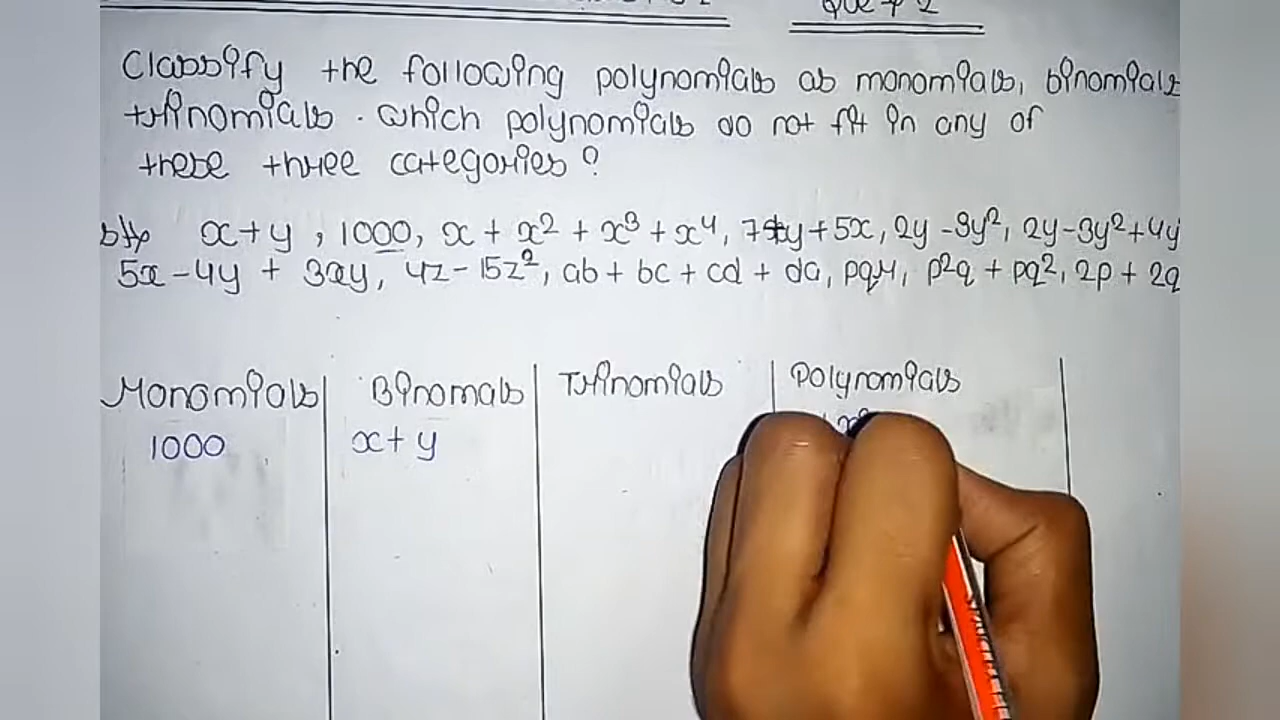 Que → 2
Classify the following polynomials as monomials, binomials
trinomials . which polynomials do not fit in any of
these three categories ?
x + y , 1000, x + x² + x³ + x⁴, 7+y+5x, 2y - 3y², 2y - 3y² + 4y
5x - 4y + 3xy, 4z - 15z², ab + bc + cd + da, pqr, p²q + pq², 2p + 2q
Monomials Binomals Trinomials Polynomials
1000 x + y